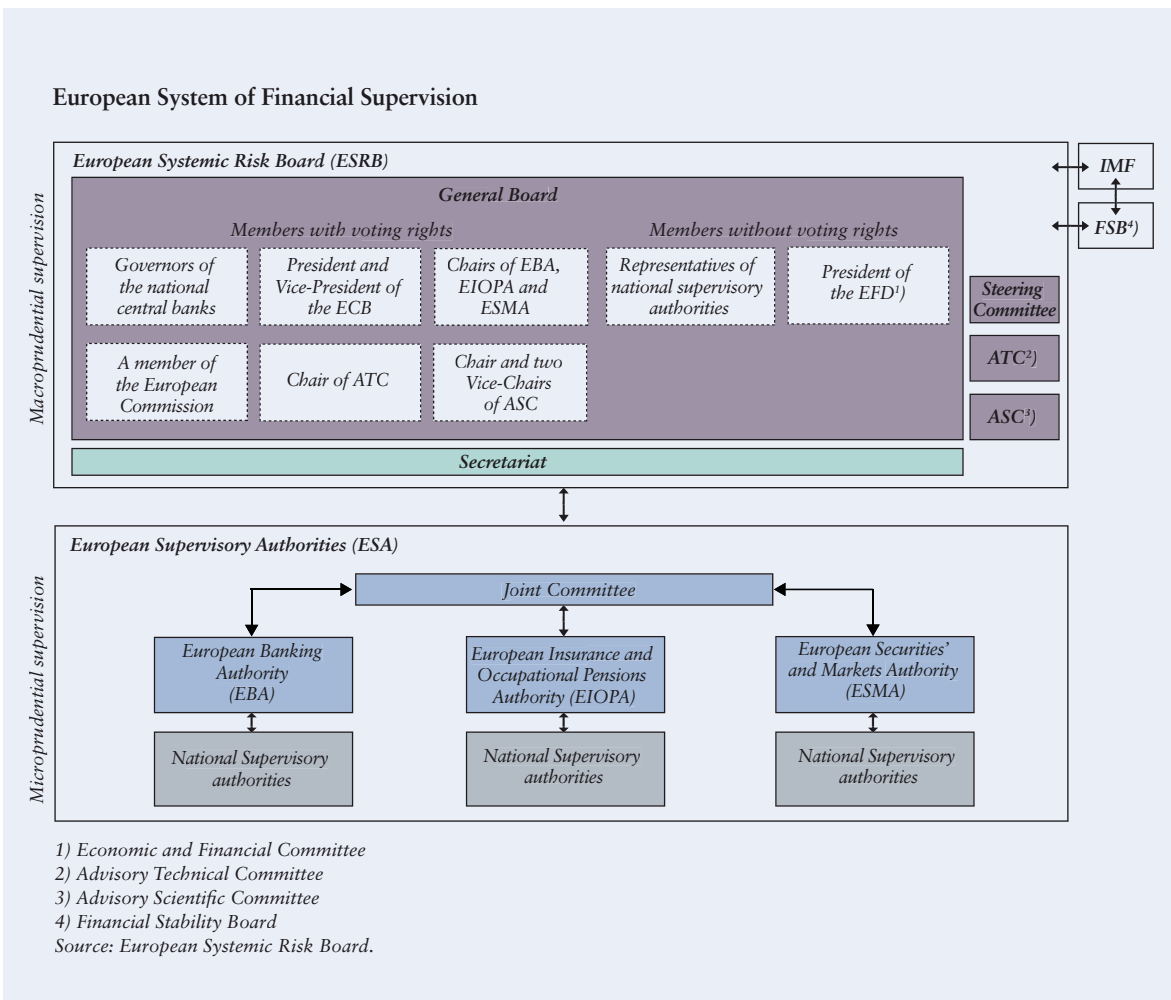 European System of Financial Supervision
Macroprudential supervision
European Systemic Risk Board (ESRB)
General Board
Members with voting rights
Members without voting rights
Governors of
the national
central banks
President and
Vice-President of
the ECB
Chairs of EBA,
EIOPA and
ESMA
Representatives of
national supervisory
authorities
President of
the EFD¹)
A member of
the European
Commission
Chair of ATC
Chair and two
Vice-Chairs
of ASC
Secretariat
Steering
Committee
ATC²)
ASC³)
IMF
FSB⁴)
Microprudential supervision
European Supervisory Authorities (ESA)
Joint Committee
European Banking
Authority
(EBA)
European Insurance and
Occupational Pensions
Authority (EIOPA)
European Securities’
and Markets Authority
(ESMA)
National Supervisory
authorities
National Supervisory
authorities
National Supervisory
authorities
1) Economic and Financial Committee
2) Advisory Technical Committee
3) Advisory Scientific Committee
4) Financial Stability Board
Source: European Systemic Risk Board.